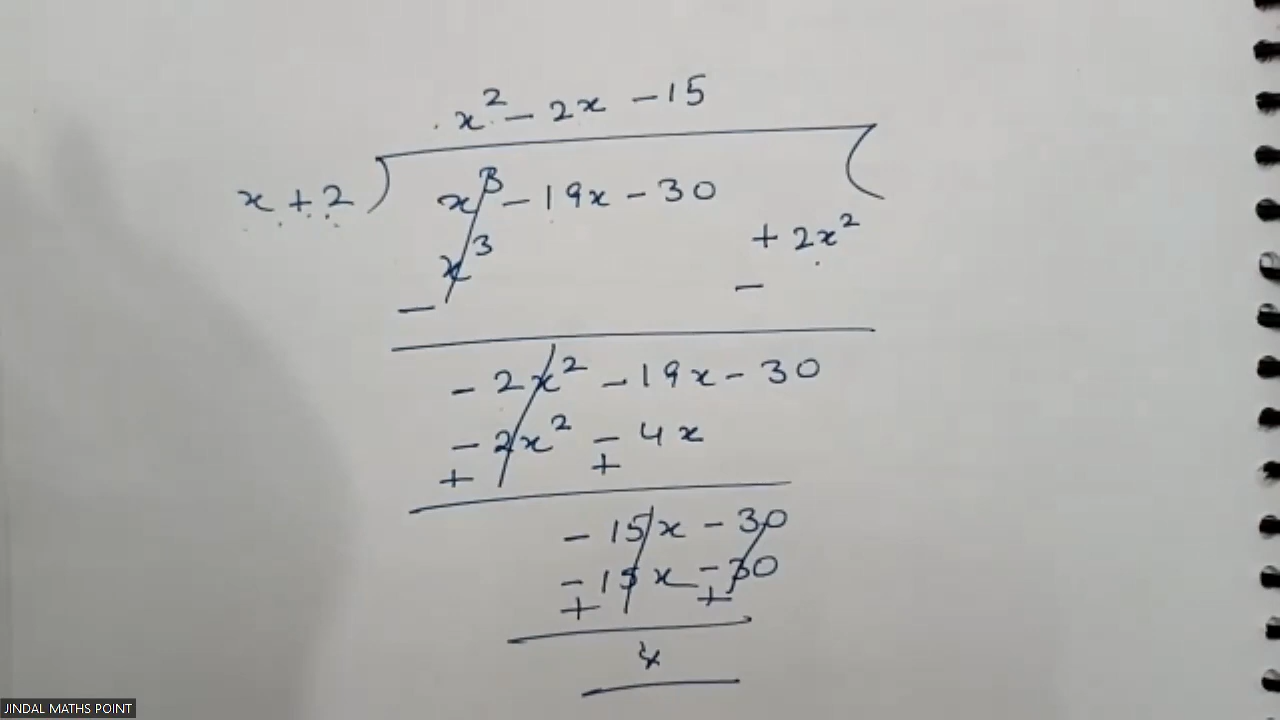 x² - 2x - 15
x + 2 ) x³ - 19x - 30 (
x³ + 2x²
- -
- 2x² - 19x - 30
- 2x² - 4x
+ +
- 15x - 30
- 15x - 30
+ +
x
JINDAL MATHS POINT